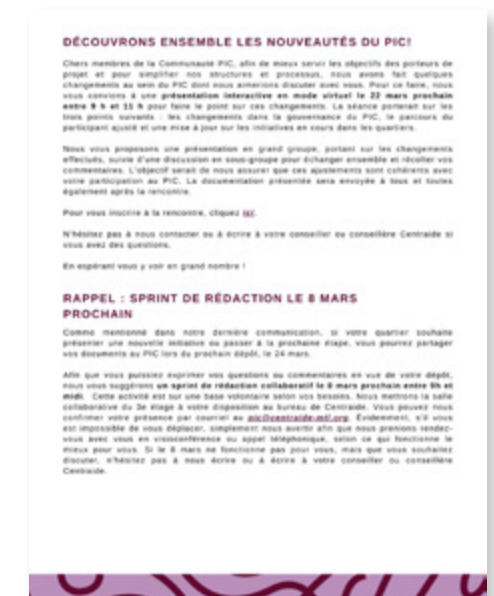 DÉCOUVRONS ENSEMBLE LES NOUVEAUTÉS DU PIC!
Chers membres de la Communauté PIC, afin de mieux servir les objectifs des porteurs de
projet et pour simplifier nos structures et processus, nous avons fait quelques
changements au sein du PIC dont nous aimerions discuter avec vous. Pour ce faire, nous
vous convions à une présentation interactive en mode virtuel le 22 mars prochain
entre 9 h et 11 h pour faire le point sur ces changements. La séance porterait sur les
trois points suivants : les changements dans la gouvernance du PIC, le parcours du
participant ajusté et une mise à jour sur les initiatives en cours dans les quartiers.
Nous vous proposons une présentation en grand groupe, portant sur les changements
effectués, suivie d'une discussion en sous-groupe pour échanger ensemble et récolter vos
commentaires. L'objectif serait de nous assurer que ces ajustements sont cohérents avec
votre participation au PIC. La documentation présentée sera envoyée à tous et toutes
également après la rencontre.
Pour vous inscrire à la rencontre, cliquez ici.
N'hésitez pas à nous contacter ou à écrire à votre conseiller ou conseillère Centraide si
vous avez des questions.
En espérant vous y voir en grand nombre !
RAPPEL : SPRINT DE RÉDACTION LE 8 MARS
PROCHAIN
Comme mentionné dans notre dernière communication, si votre quartier souhaite
présenter une nouvelle initiative ou passer à la prochaine étape, vous pourrez partager
vos documents au PIC lors du prochain dépôt, le 24 mars.
Afin que vous puissiez exprimer vos questions ou commentaires en vue de votre dépôt,
nous vous suggérons un sprint de rédaction collaboratif le 8 mars prochain entre 9h et
midi. Cette activité est sur une base volontaire selon vos besoins. Nous mettrons la salle
collaborative du 3e étage à votre disposition au bureau de Centraide. Vous pouvez nous
confirmer votre présence par courriel au pic@centraide-mtl.org. Évidemment, s'il vous
est impossible de vous déplacer, simplement nous avertir afin que nous prenions rendez-
vous avec vous en visioconférence ou appel téléphonique, selon ce qui fonctionne le
mieux pour vous. Si le 8 mars ne fonctionne pas pour vous, mais que vous souhaitez
discuter, n'hésitez pas à nous écrire ou à écrire à votre conseiller ou conseillère
Centraide.